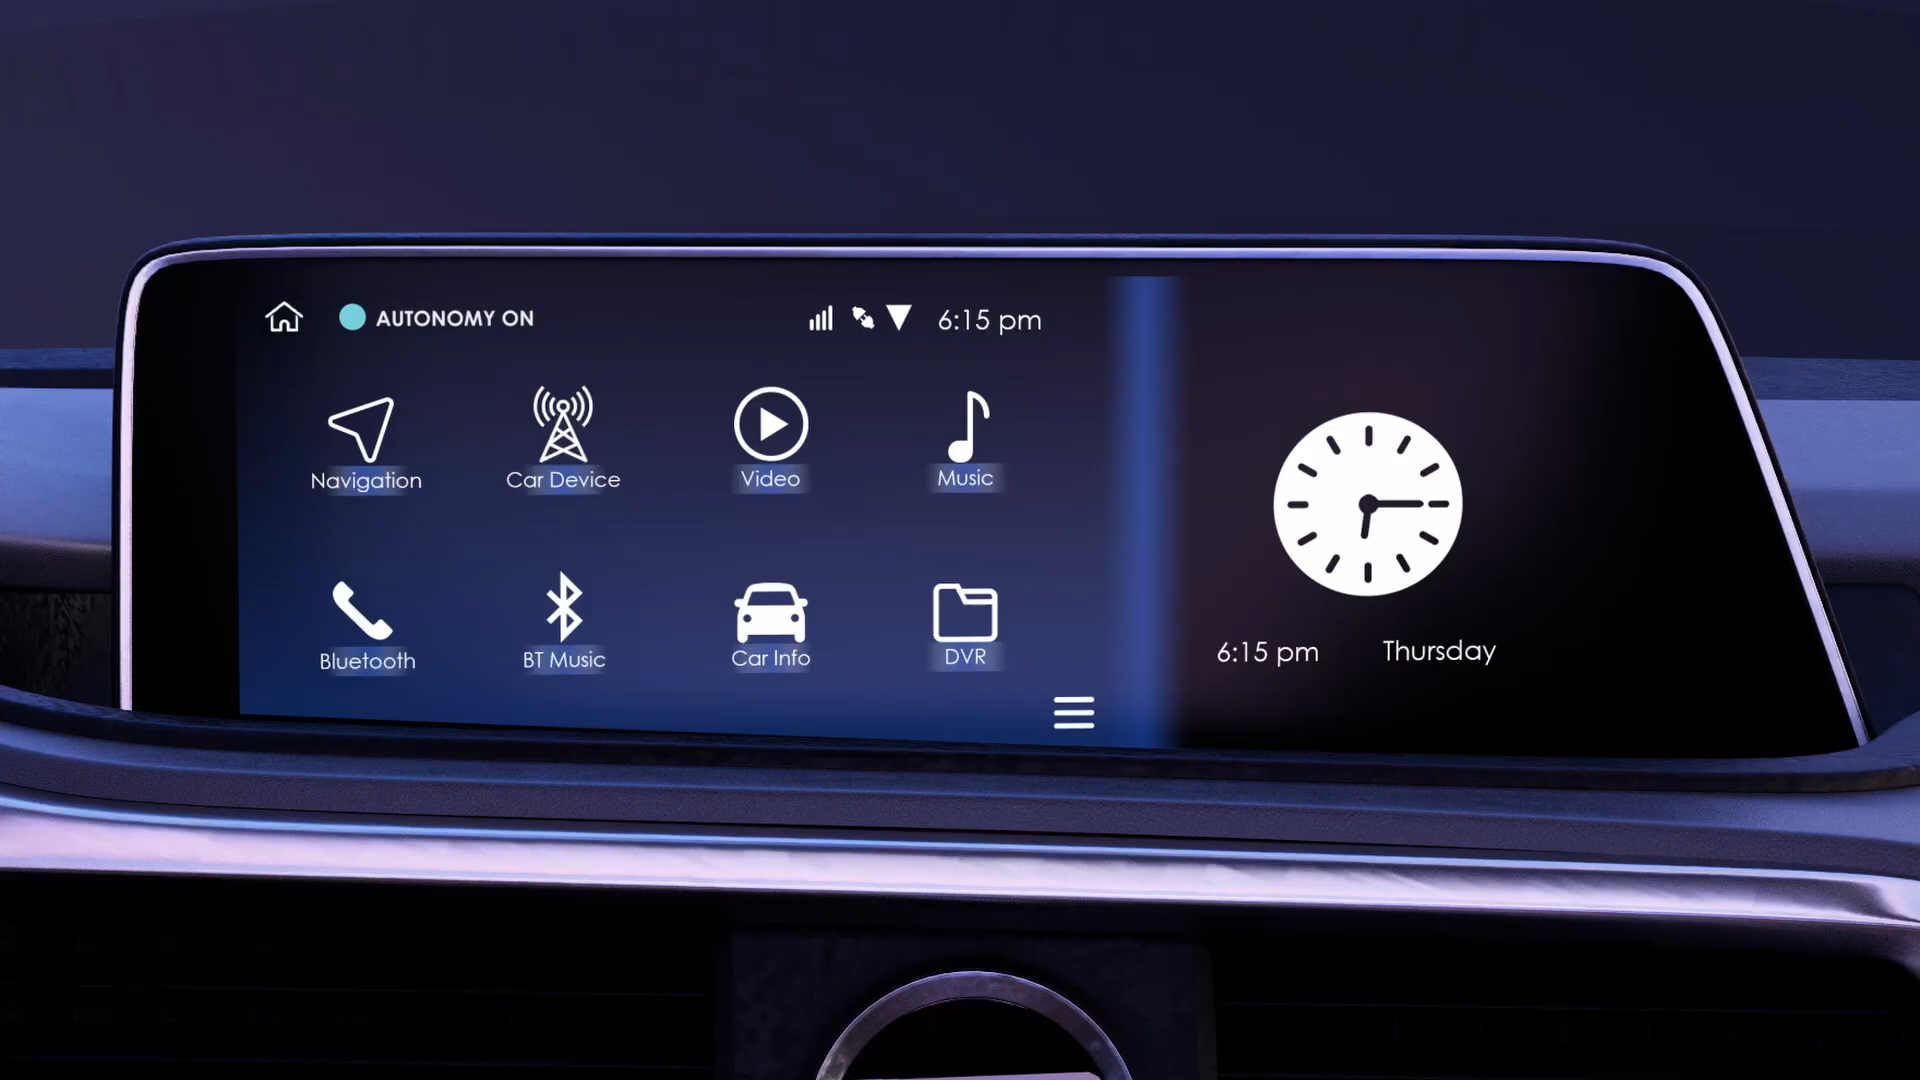 AUTONOMY ON
6:15 pm
Navigation
Car Device
Video
Music
Bluetooth
BT Music
Car Info
DVR
6:15 pm
Thursday